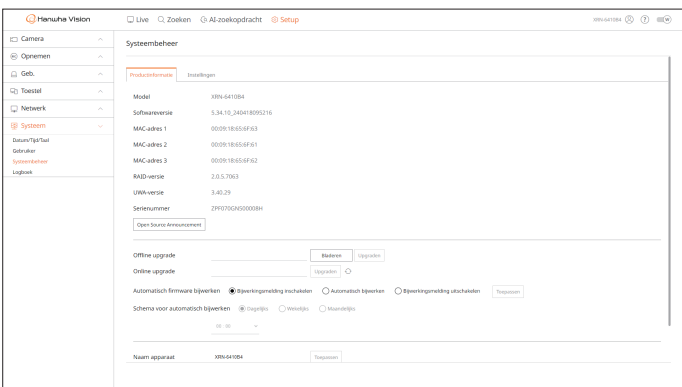 Hanwha Vision
Live Zoeken AI-zoekopdracht Setup
XRN-6410B4
Camera
Opnemen
Geb.
Toestel
Netwerk
Systeem
Datum/Tijd/Taal
Gebruiker
Systeembeheer
Logboek
Systeembeheer
Productinformatie Instellingen
Model XRN-6410B4
Softwareversie 5.34.10_240418095216
MAC-adres 1 00:09:18:65:6F:63
MAC-adres 2 00:09:18:65:6F:61
MAC-adres 3 00:09:18:65:6F:62
RAID-versie 2.0.5.7063
UWA-versie 3.40.29
Serienummer ZPF070GN500008H
Open Source Announcement
Offline upgrade Bladeren Upgraden
Online upgrade Upgraden
Automatisch firmware bijwerken Bijwerkingsmelding inschakelen Automatisch bijwerken Bijwerkingsmelding uitschakelen Toepassen
Schema voor automatisch bijwerken Dagelijks Wekelijks Maandelijks
Naam apparaat XRN-6410B4 Toepassen